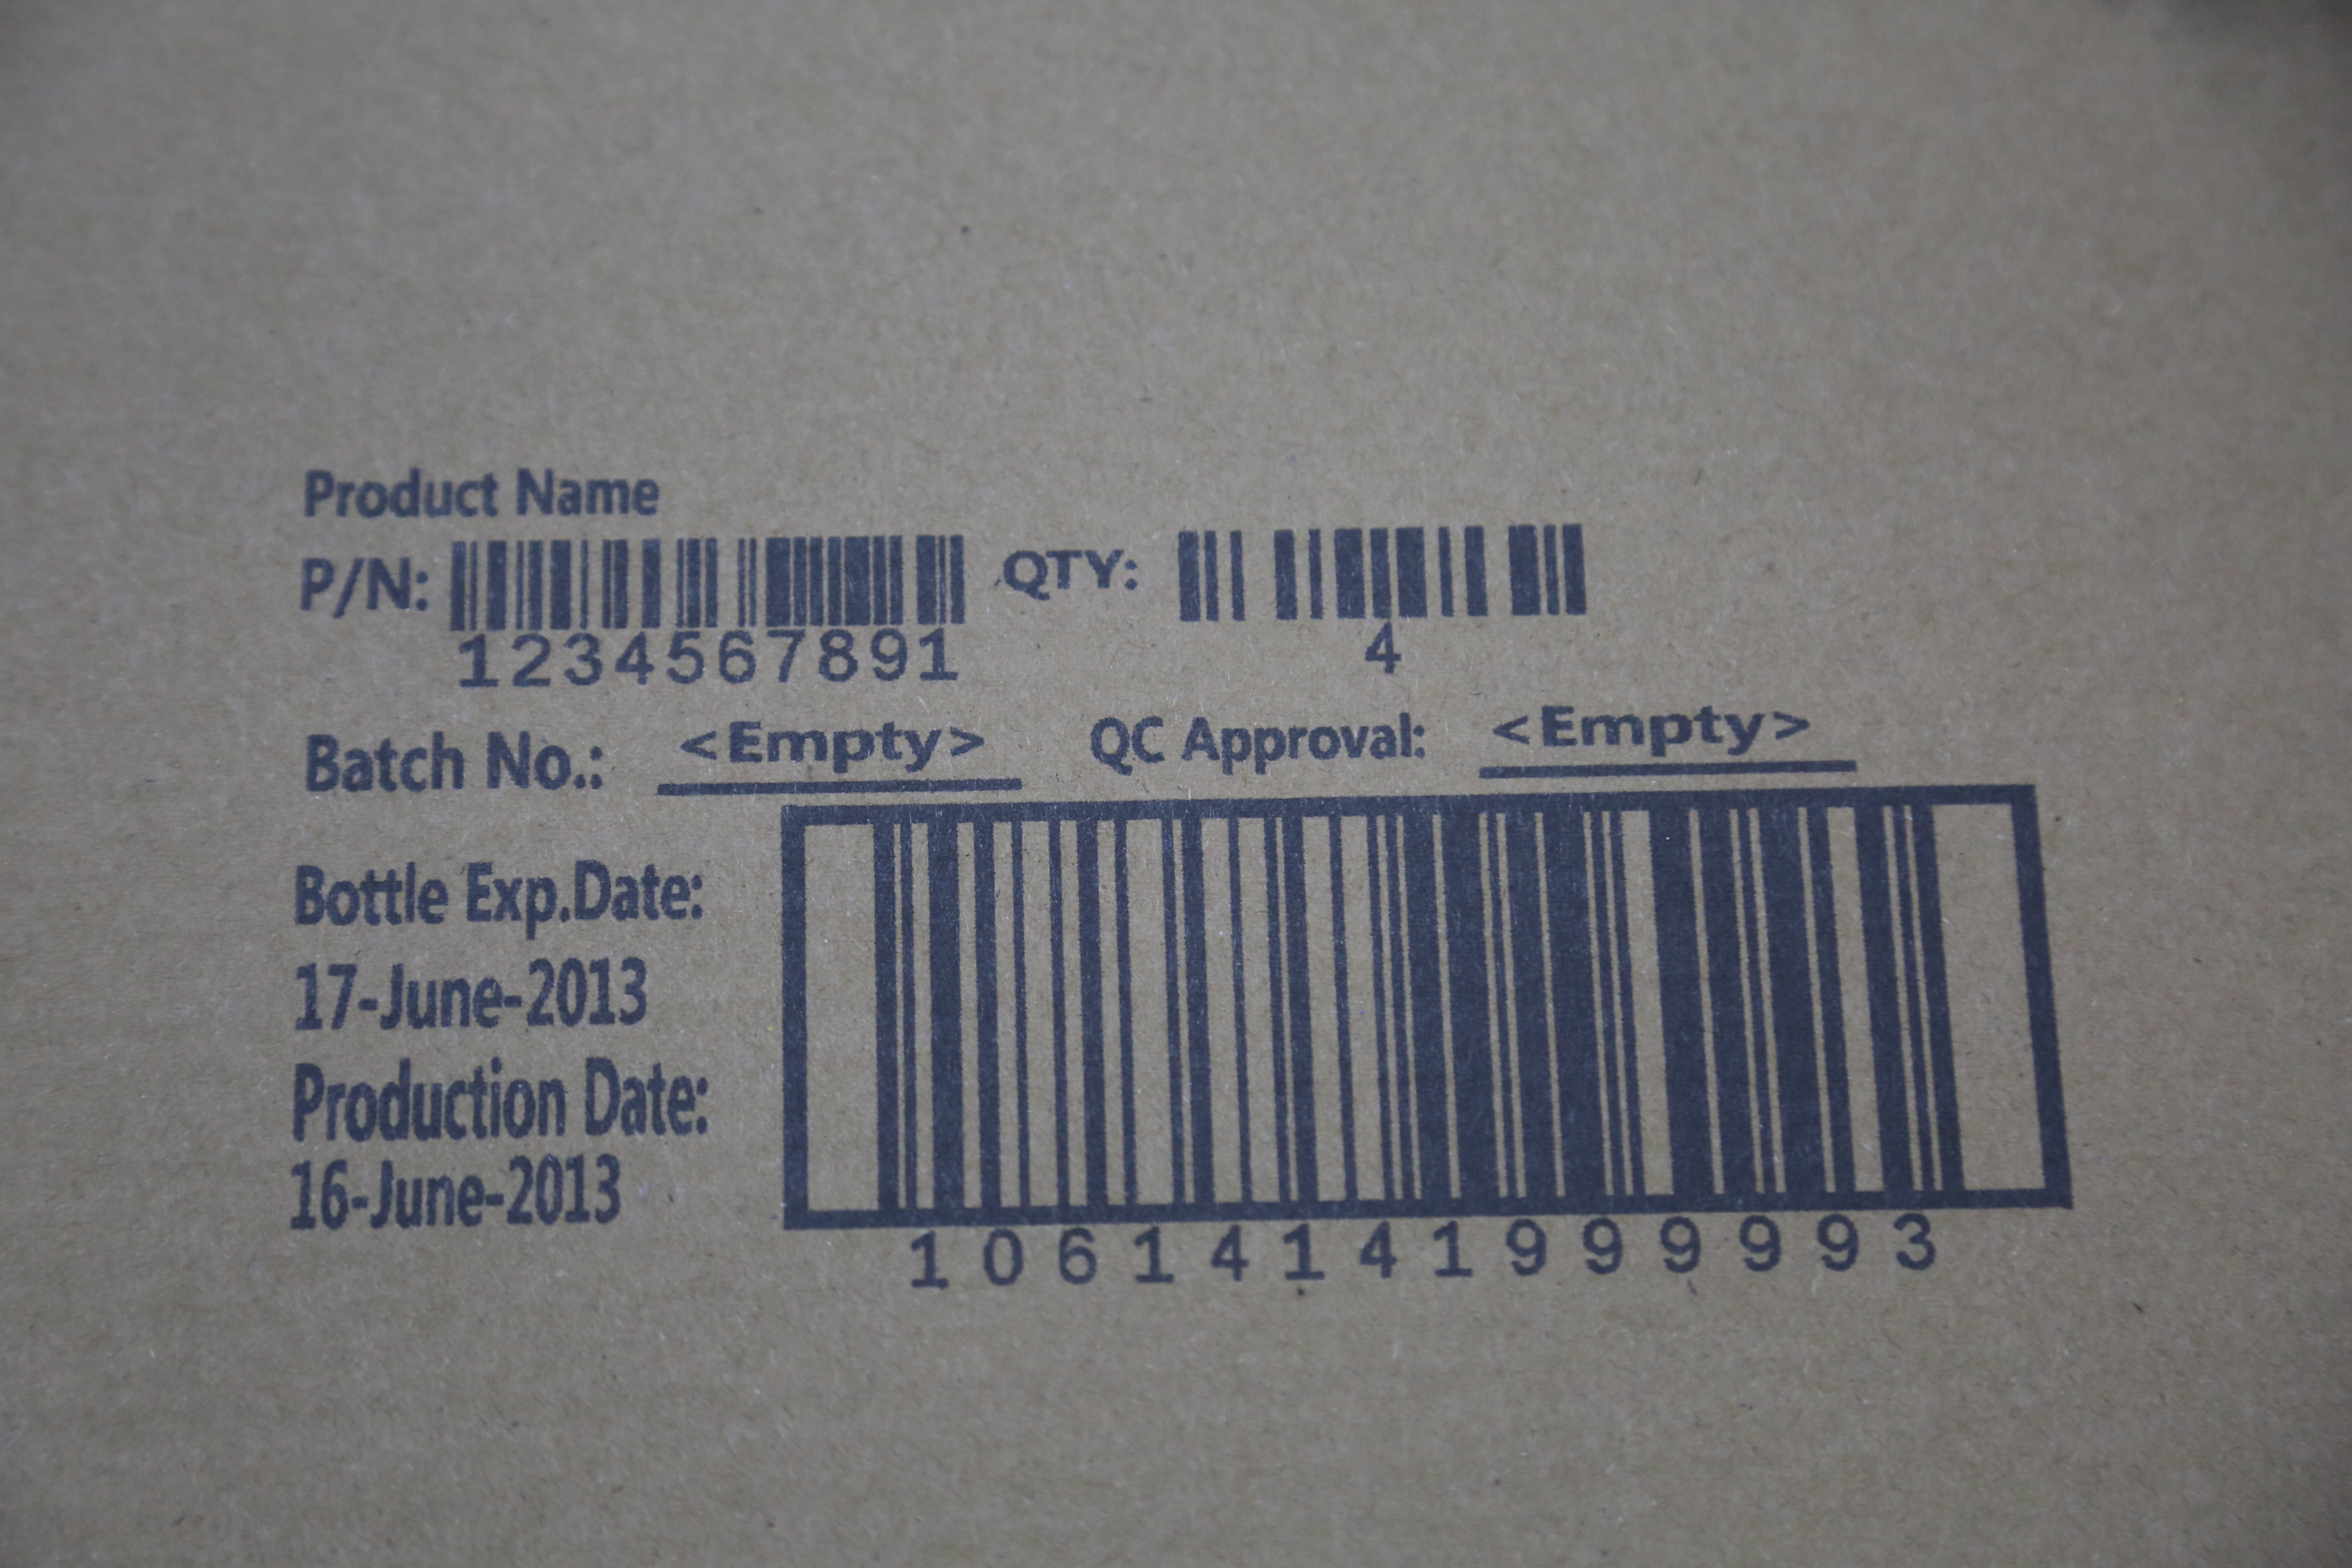 Product Name
P/N: QTY:
1234567891 4
Batch No.: <Empty> QC Approval: <Empty>
Bottle Exp.Date:
17-June-2013
Production Date:
16-June-2013
10614141999993